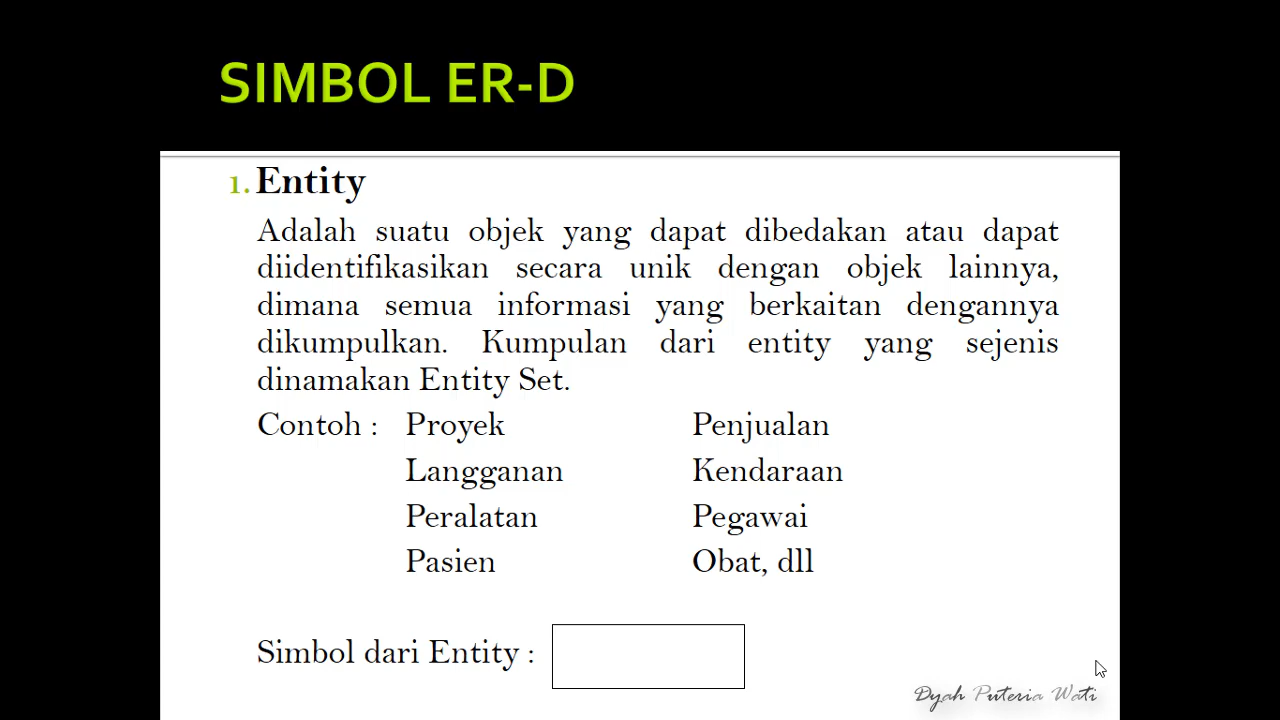 SIMBOL ER-D
1. Entity
Adalah suatu objek yang dapat dibedakan atau dapat
diidentifikasikan secara unik dengan objek lainnya,
dimana semua informasi yang berkaitan dengannya
dikumpulkan. Kumpulan dari entity yang sejenis
dinamakan Entity Set.
Contoh : Proyek Penjualan
Langganan Kendaraan
Peralatan Pegawai
Pasien Obat, dll
Simbol dari Entity :
Dyah Puteria Wati